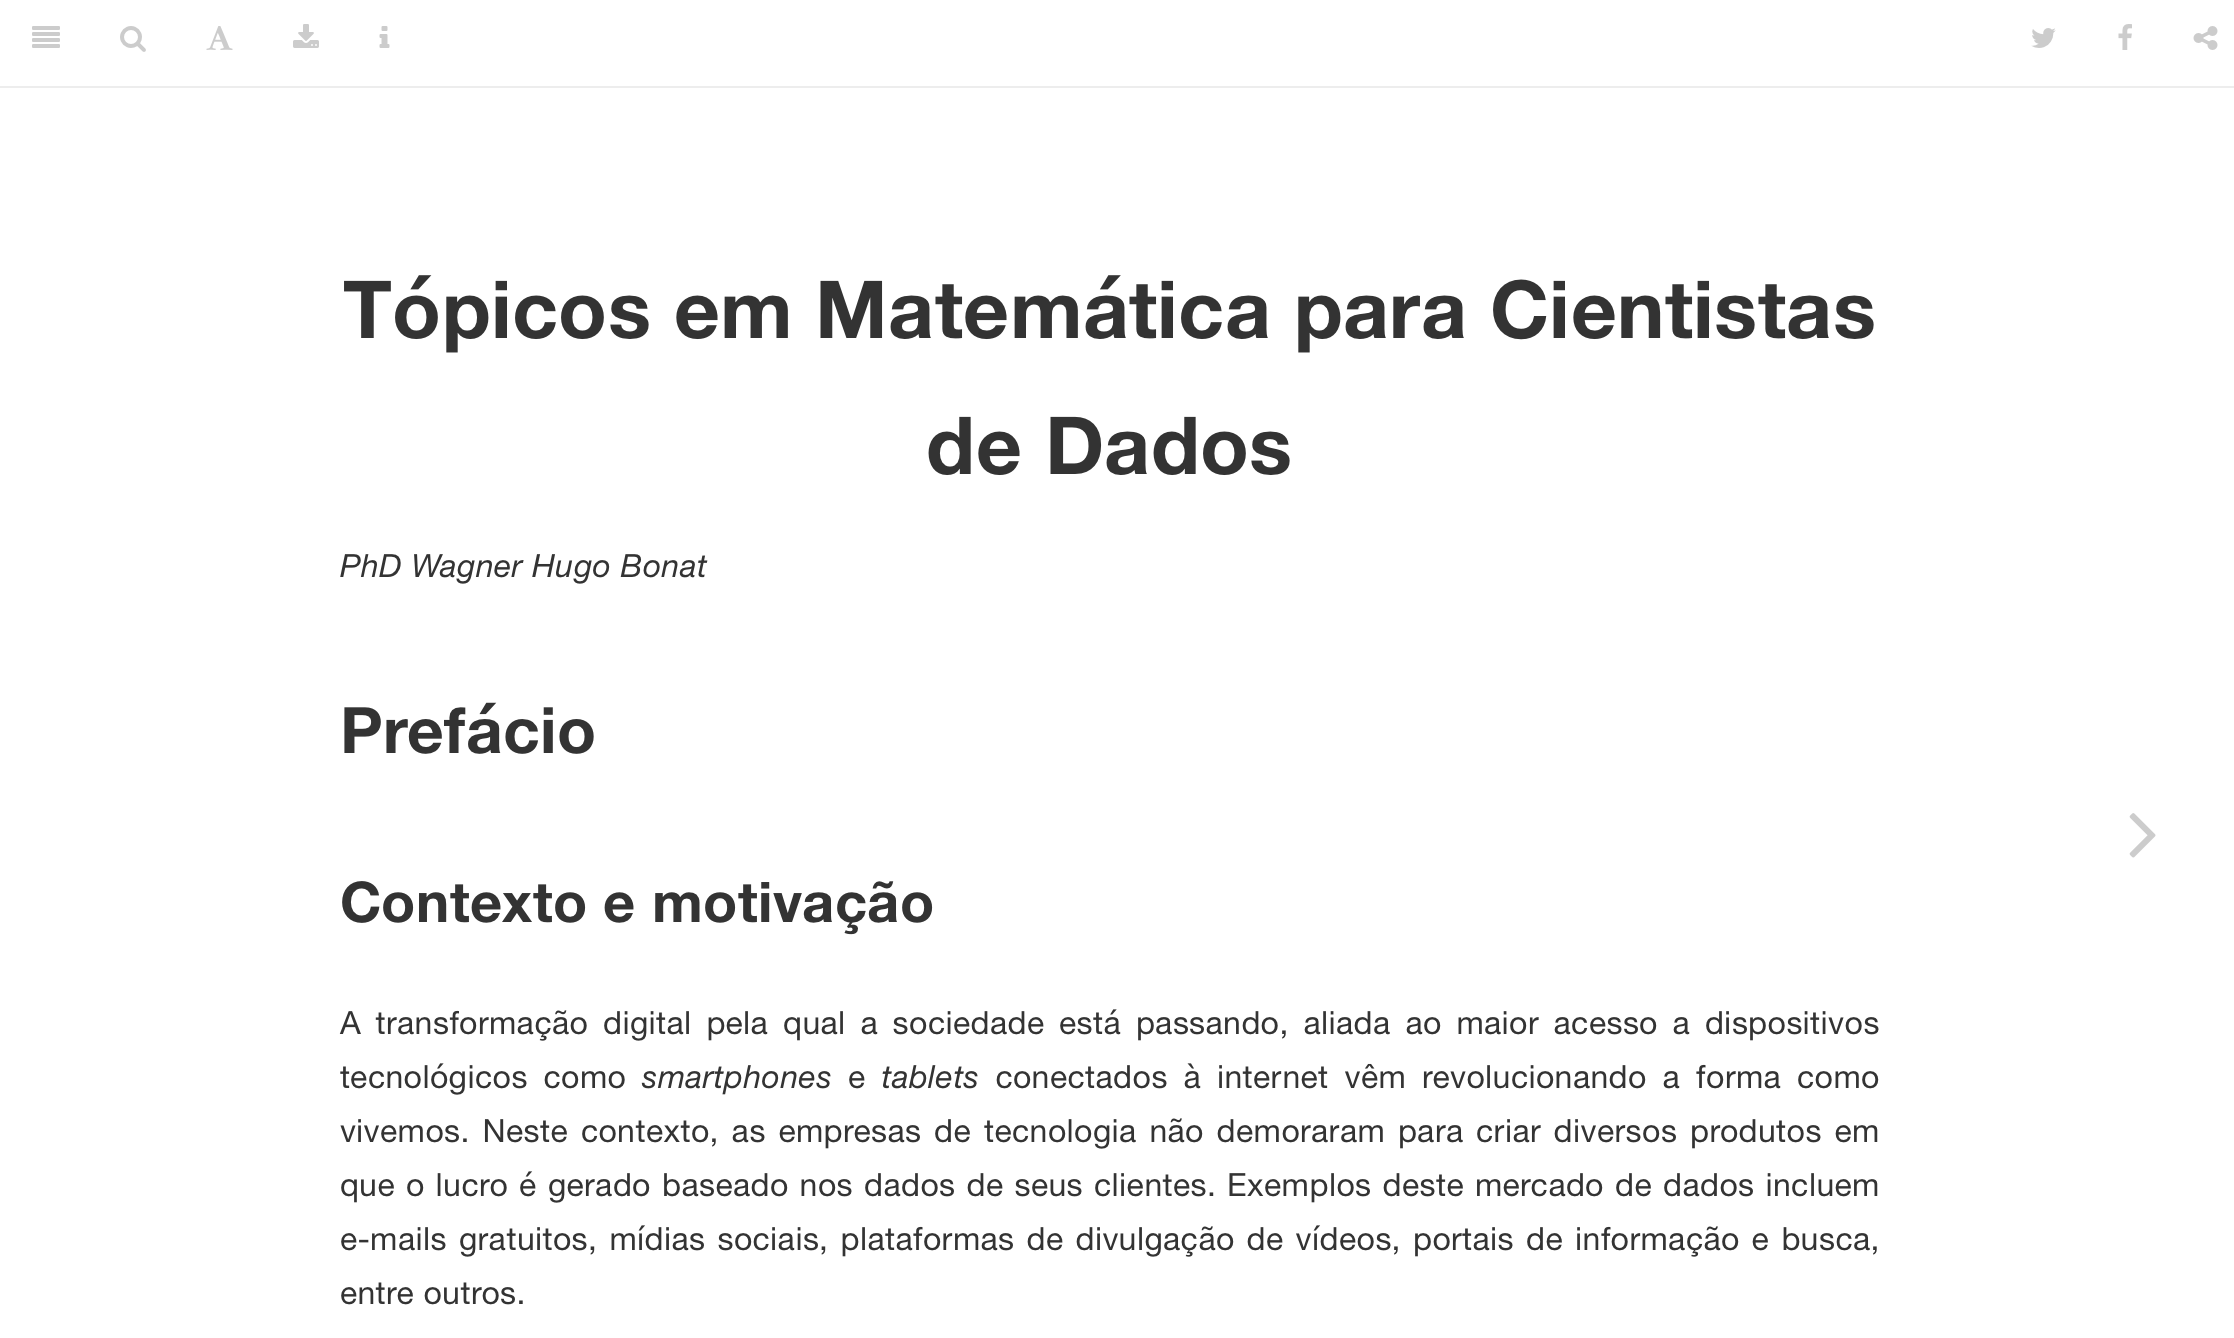 Tópicos em Matemática para Cientistas
de Dados
PhD Wagner Hugo Bonat
Prefácio
Contexto e motivação
A transformação digital pela qual a sociedade está passando, aliada ao maior acesso a dispositivos
tecnológicos como smartphones e tablets conectados à internet vêm revolucionando a forma como
vivemos. Neste contexto, as empresas de tecnologia não demoraram para criar diversos produtos em
que o lucro é gerado baseado nos dados de seus clientes. Exemplos deste mercado de dados incluem
e-mails gratuitos, mídias sociais, plataformas de divulgação de vídeos, portais de informação e busca,
entre outros.